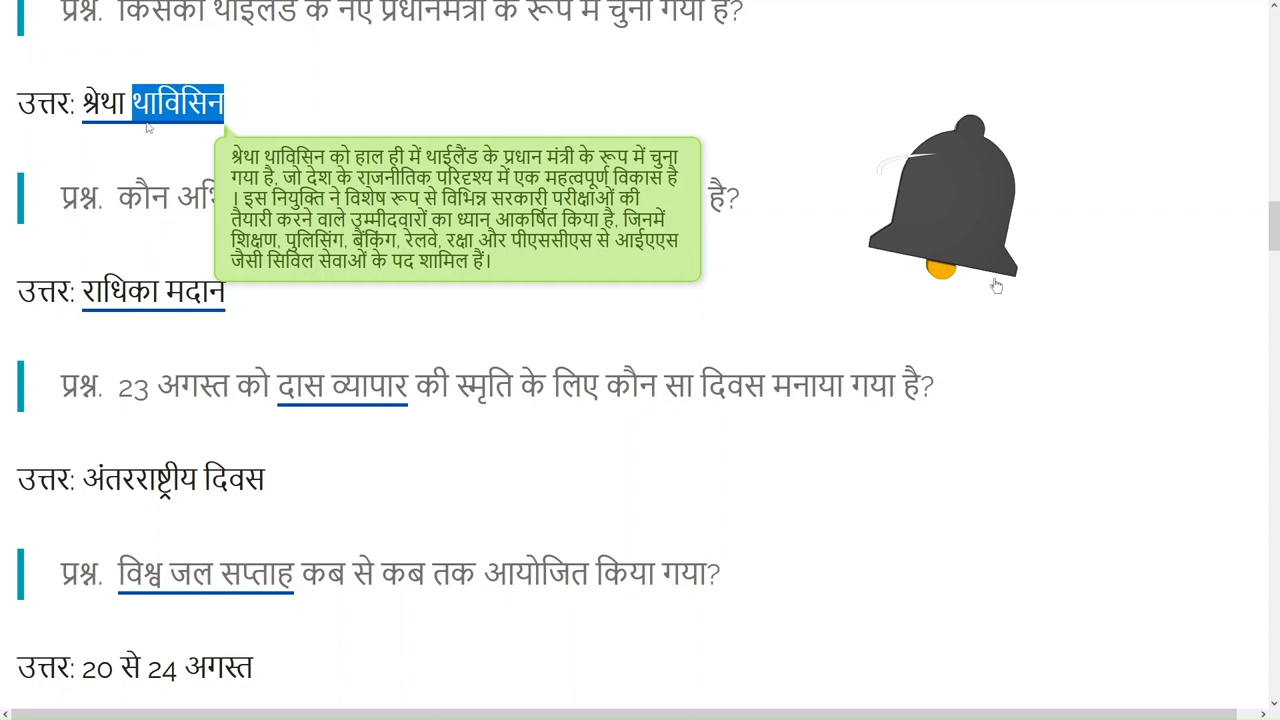 प्रश्न. किसको थाईलैंड के नए प्रधानमंत्री के रूप में चुना गया है?
उत्तर: श्रेथा थाविसिन
श्रेथा थाविसिन को हाल ही में थाईलैंड के प्रधान मंत्री के रूप में चुना
गया है, जो देश के राजनीतिक परिदृश्य में एक महत्वपूर्ण विकास है
। इस नियुक्ति ने विशेष रूप से विभिन्न सरकारी परीक्षाओं की
तैयारी करने वाले उम्मीदवारों का ध्यान आकर्षित किया है, जिनमें
शिक्षण, पुलिसिंग, बैंकिंग, रेलवे, रक्षा और पीएससीएस से आईएएस
जैसी सिविल सेवाओं के पद शामिल हैं।
प्रश्न. कौन है?
उत्तर: राधिका मदान
प्रश्न. 23 अगस्त को दास व्यापार की स्मृति के लिए कौन सा दिवस मनाया गया है?
उत्तर: अंतरराष्ट्रीय दिवस
प्रश्न. विश्व जल सप्ताह कब से कब तक आयोजित किया गया?
उत्तर: 20 से 24 अगस्त